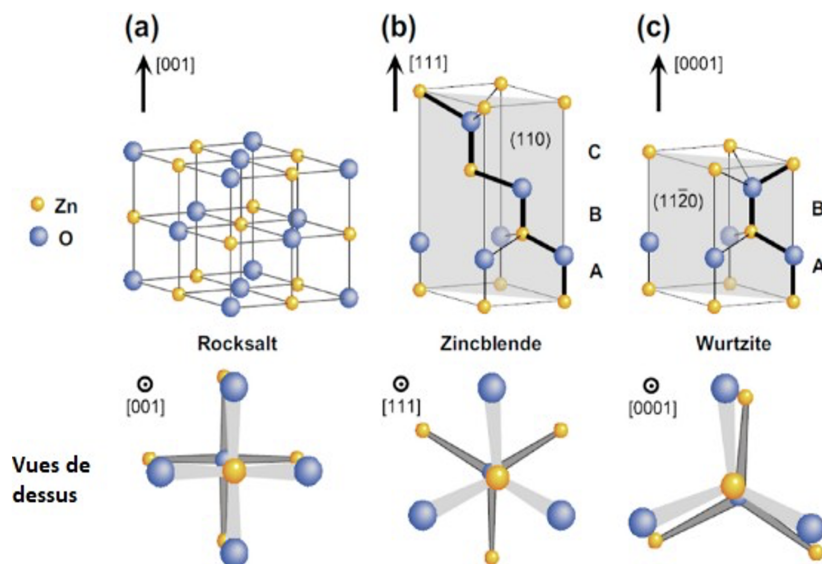 (a)
[001]
(b)
[111]
(c)
[0001]
(110)
C
B
A
(112̄0)
B
A
Zn
O
Rocksalt
Zincblende
Wurtzite
[001]
[111]
[0001]
Vues de
dessus